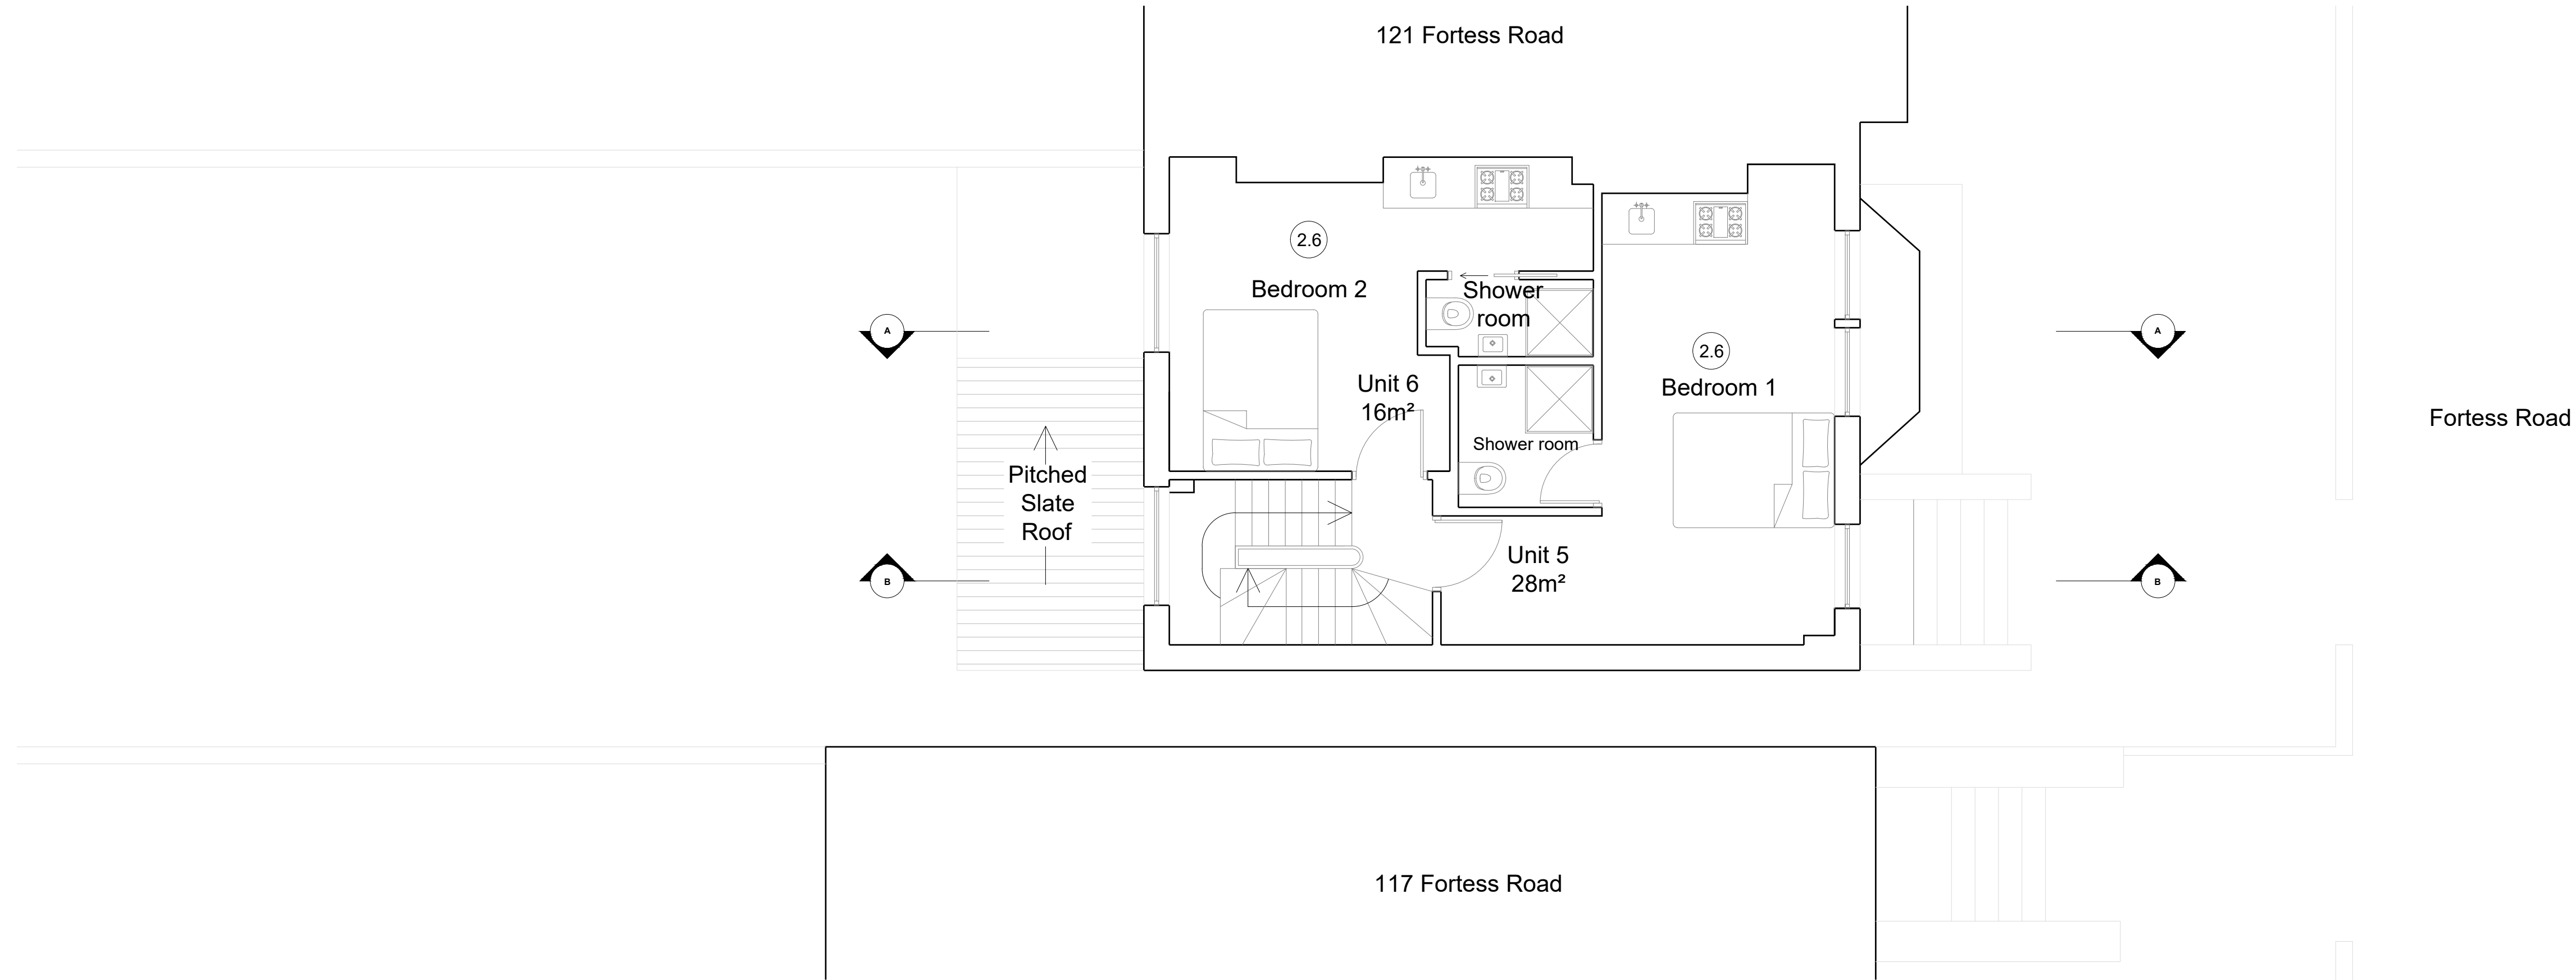 121 Fortess Road
2.6
Bedroom 2
Shower
room
A
A
2.6
Bedroom 1
Unit 6
16m²
Fortess Road
Shower room
Pitched
Slate
Roof
Unit 5
28m²
B
B
117 Fortess Road